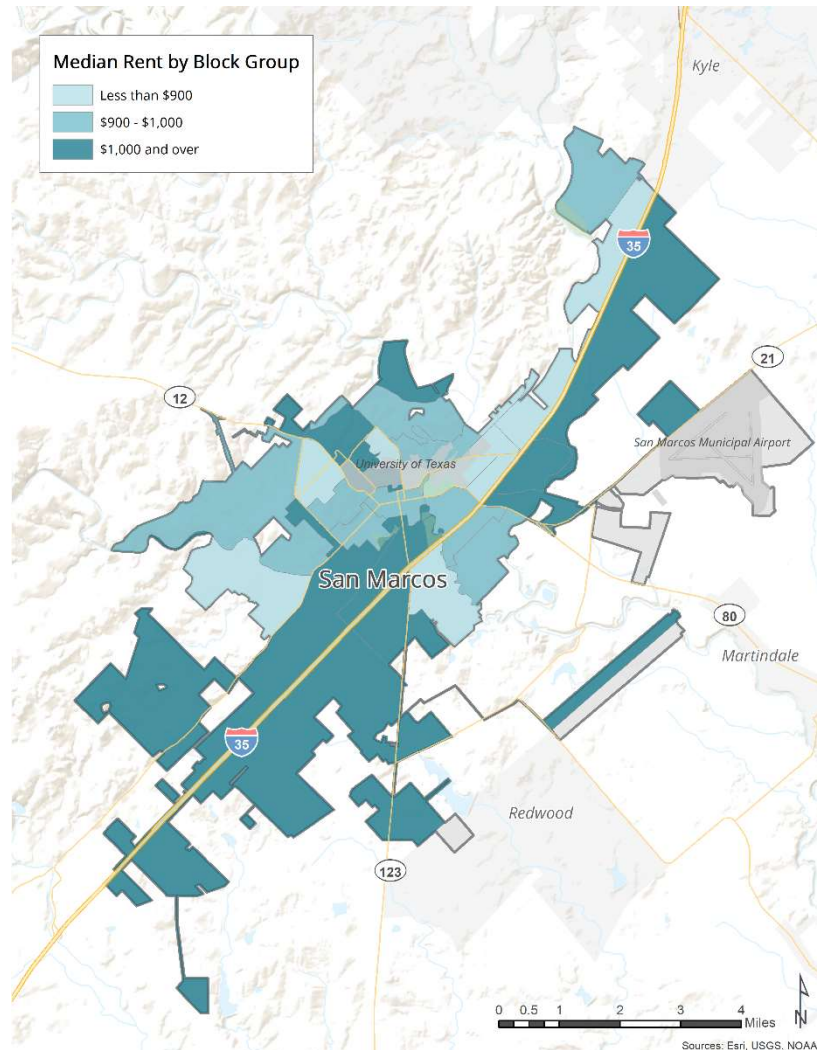 Median Rent by Block Group
Less than $900
$900 - $1,000
$1,000 and over
Kyle
35
21
12
San Marcos Municipal Airport
University of Texas
San Marcos
80
Martindale
35
Redwood
123
0 0.5 1 2 3 4
Miles
N
Sources: Esri, USGS, NOAA